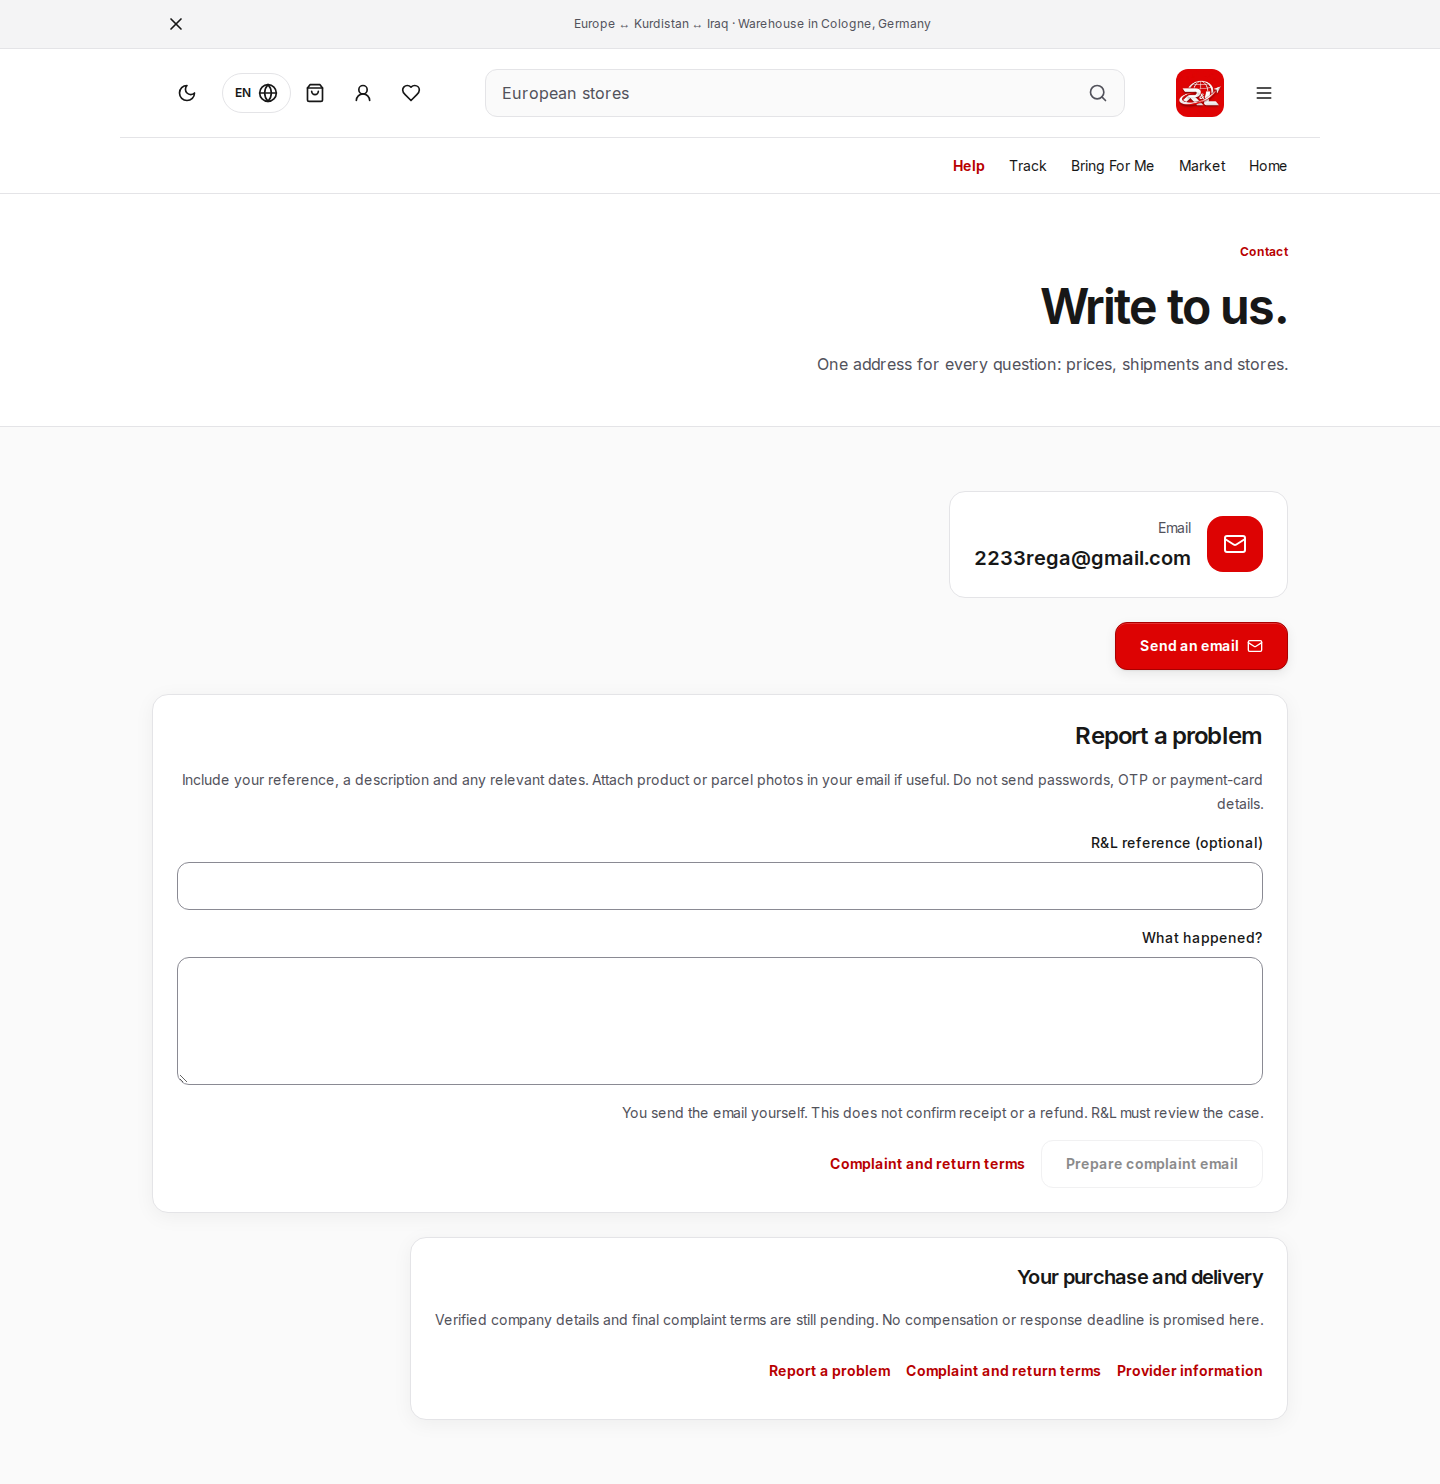 Europe ↔ Kurdistan ↔ Iraq · Warehouse in Cologne, Germany
EN
European stores
R&L
Help
Track
Bring For Me
Market
Home
Contact
Write to us.
One address for every question: prices, shipments and stores.
Email
2233rega@gmail.com
Send an email
Report a problem
Include your reference, a description and any relevant dates. Attach product or parcel photos in your email if useful. Do not send passwords, OTP or payment-card
details.
R&L reference (optional)
What happened?
You send the email yourself. This does not confirm receipt or a refund. R&L must review the case.
Complaint and return terms
Prepare complaint email
Your purchase and delivery
Verified company details and final complaint terms are still pending. No compensation or response deadline is promised here.
Report a problem
Complaint and return terms
Provider information